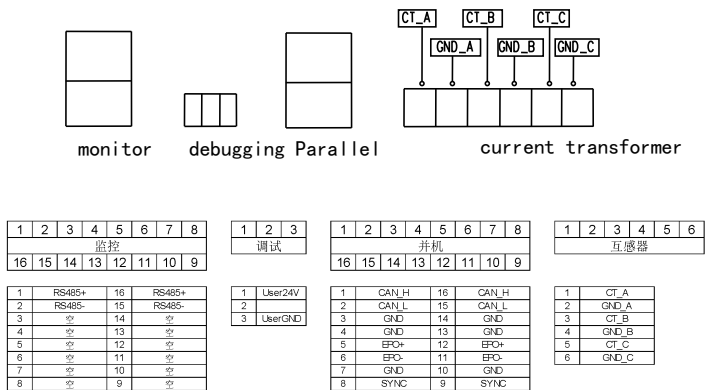 CT_A CT_B CT_C
GND_A GND_B GND_C
monitor debugging Parallel current transformer
1 2 3 4 5 6 7 8
监控
16 15 14 13 12 11 10 9
1 RS485+ 16 RS485+
2 RS485- 15 RS485-
3 空 14 空
4 空 13 空
5 空 12 空
6 空 11 空
7 空 10 空
8 空 9 空
1 2 3
调试
1 User24V
2
3 UserGND
1 2 3 4 5 6 7 8
并机
16 15 14 13 12 11 10 9
1 CAN_H 16 CAN_H
2 CAN_L 15 CAN_L
3 GND 14 GND
4 GND 13 GND
5 EPO+ 12 EPO+
6 EPO- 11 EPO-
7 GND 10 GND
8 SYNC 9 SYNC
1 2 3 4 5 6
互感器
1 CT_A
2 GND_A
3 CT_B
4 GND_B
5 CT_C
6 GND_C